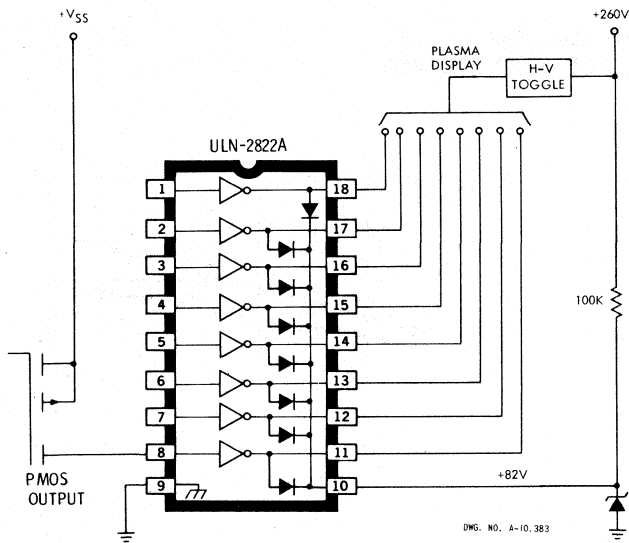 +VSS
+260V
PLASMA
DISPLAY
H-V
TOGGLE
ULN-2822A
1
18
2
17
3
16
4
15
5
14
6
13
7
12
8
11
9
10
100K
PMOS
OUTPUT
+82V
DWG. NO. A-10,383